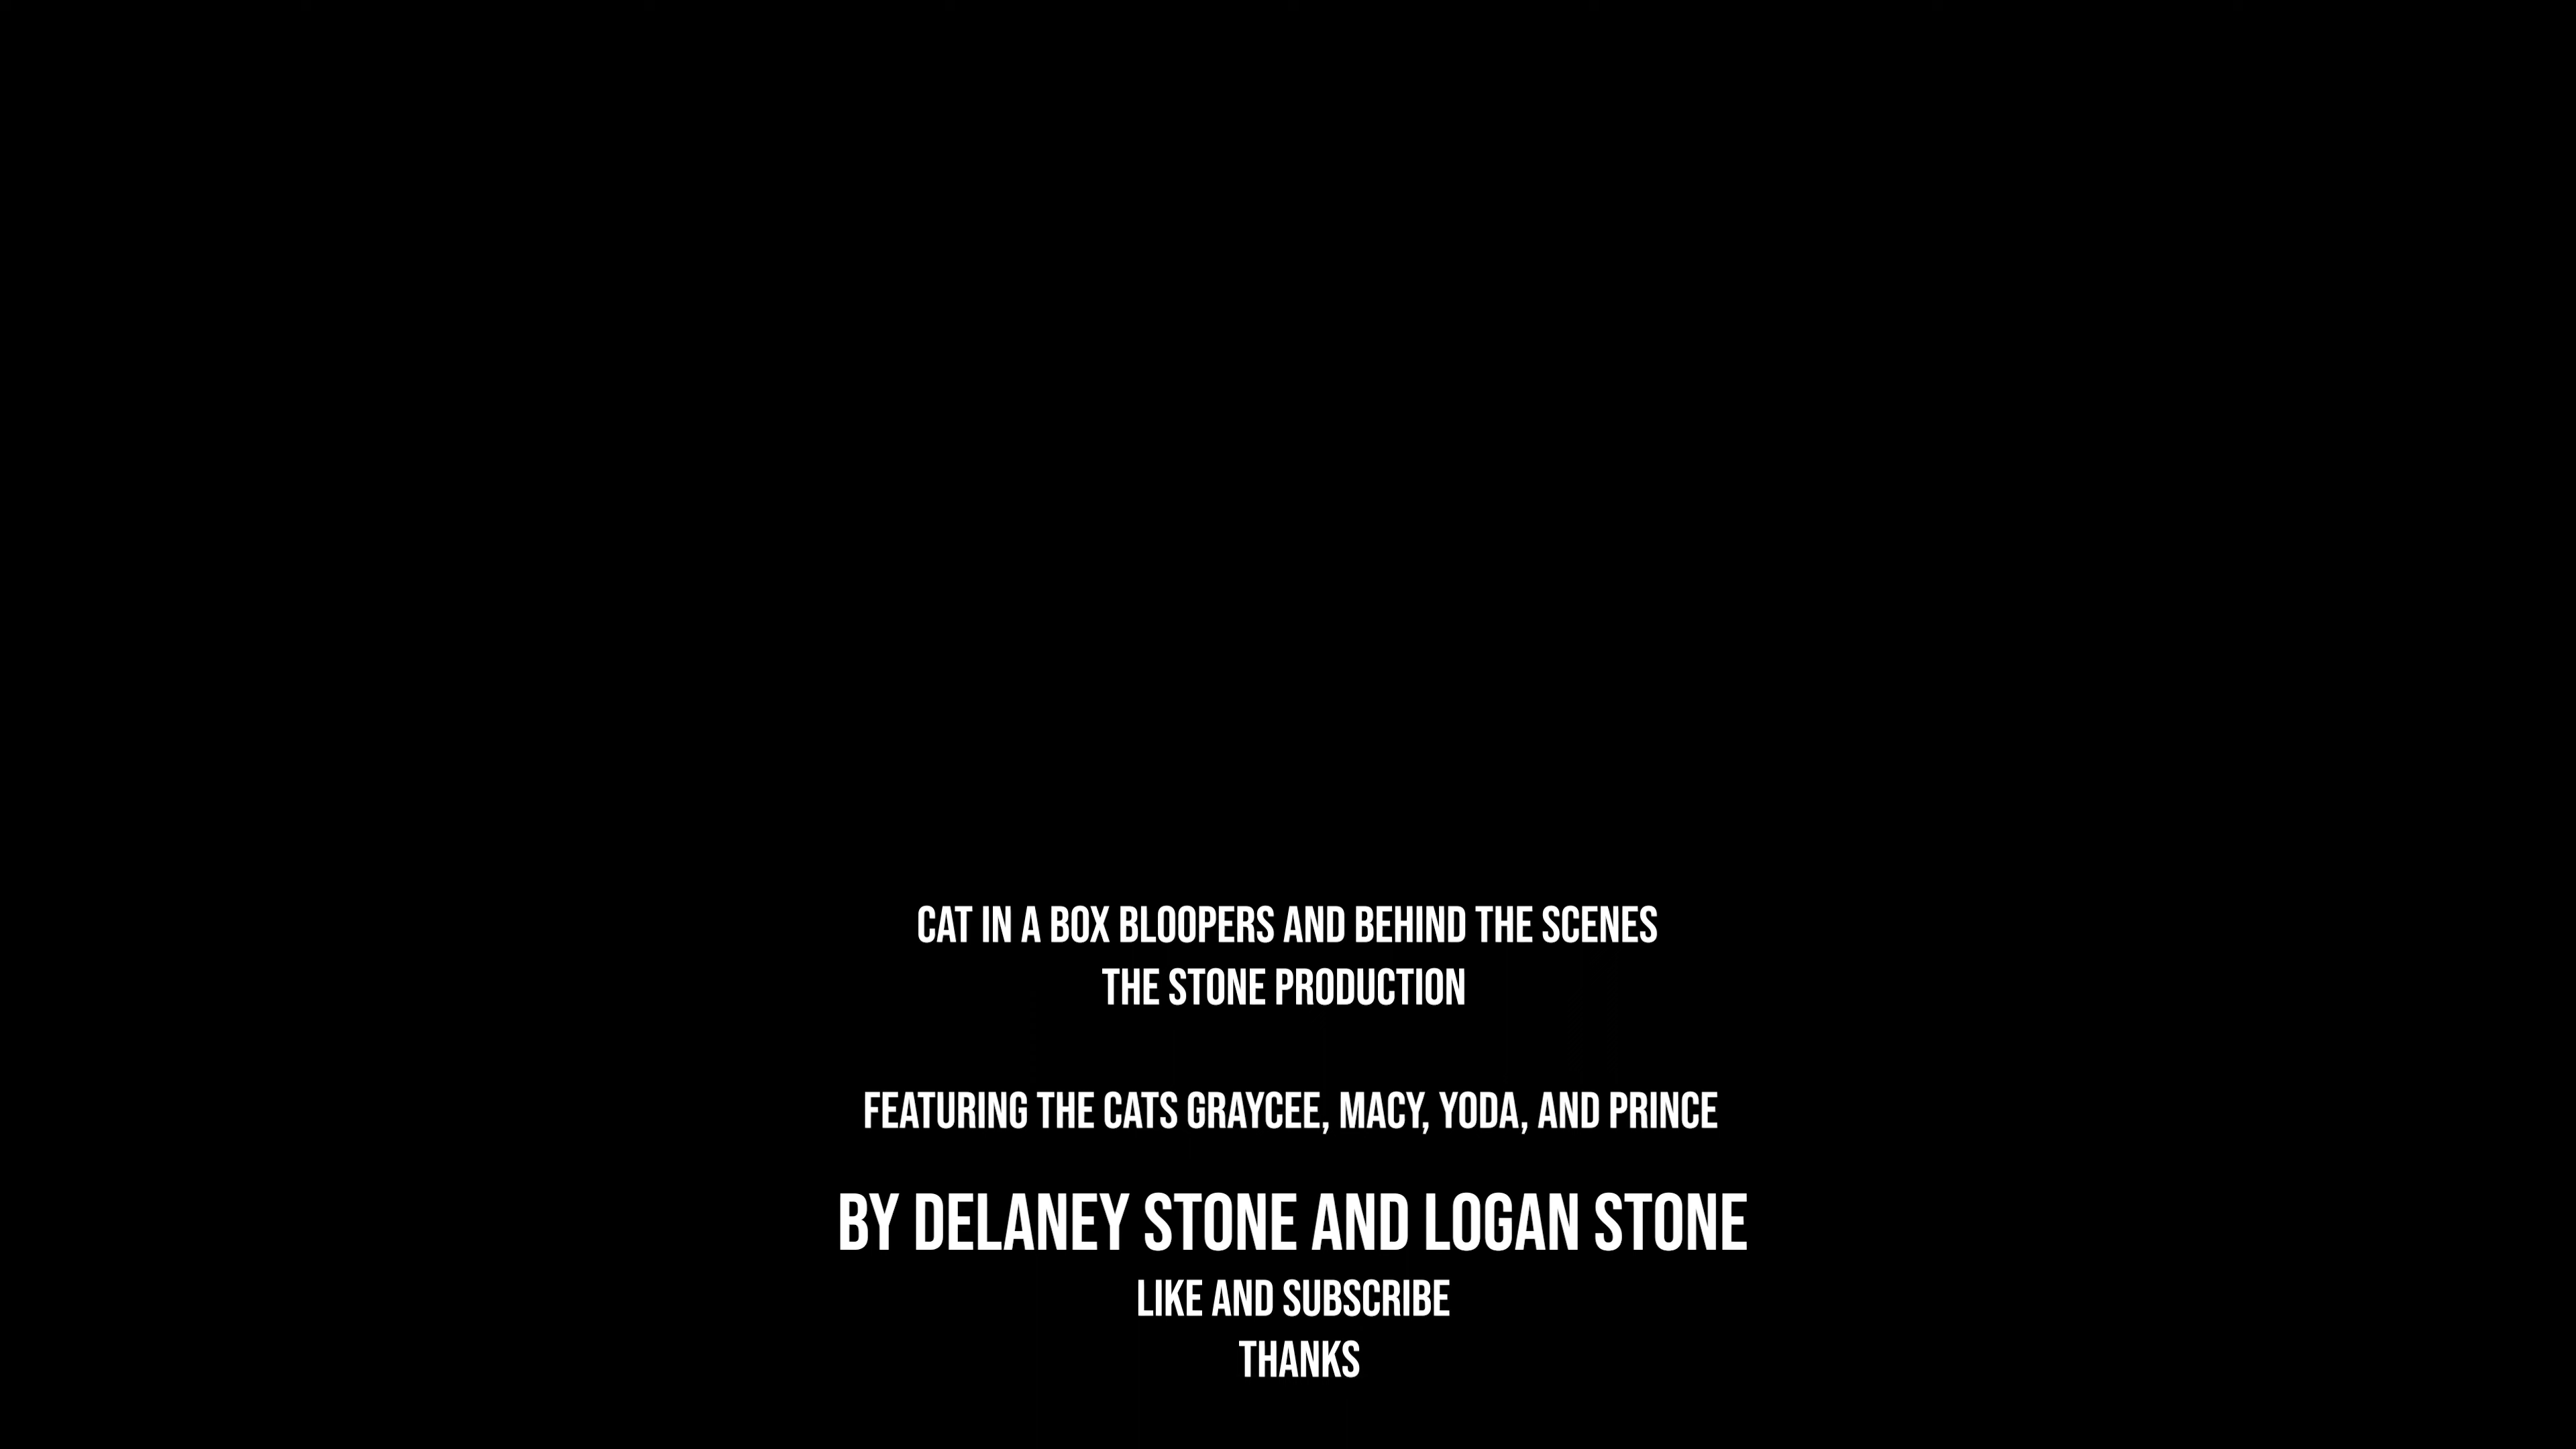 CAT IN A BOX BLOOPERS AND BEHIND THE SCENES
THE STONE PRODUCTION
FEATURING THE CATS GRAYCEE, MACY, YODA, AND PRINCE
BY DELANEY STONE AND LOGAN STONE
LIKE AND SUBSCRIBE
THANKS